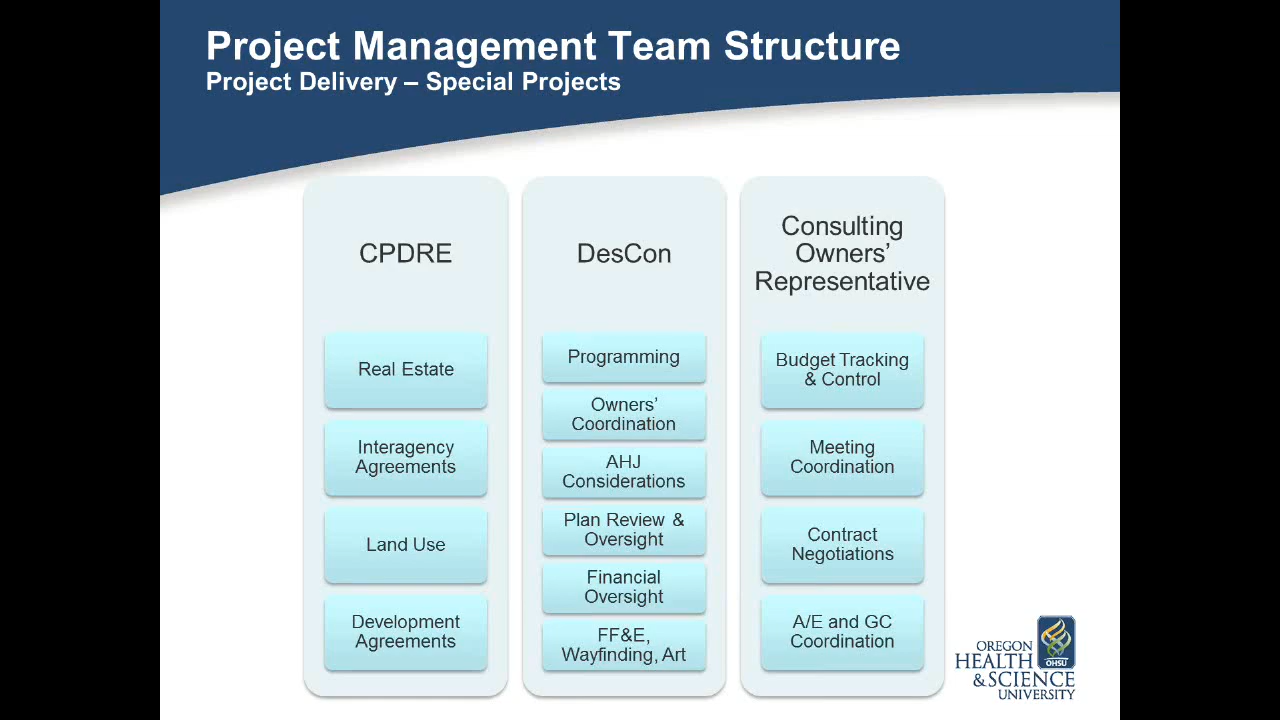 Project Management Team Structure
Project Delivery – Special Projects
CPDRE
Real Estate
Interagency
Agreements
Land Use
Development
Agreements
DesCon
Programming
Owners’
Coordination
AHJ
Considerations
Plan Review &
Oversight
Financial
Oversight
FF&E,
Wayfinding, Art
Consulting
Owners’
Representative
Budget Tracking
& Control
Meeting
Coordination
Contract
Negotiations
A/E and GC
Coordination
OHSU
OREGON
HEALTH
& SCIENCE
UNIVERSITY